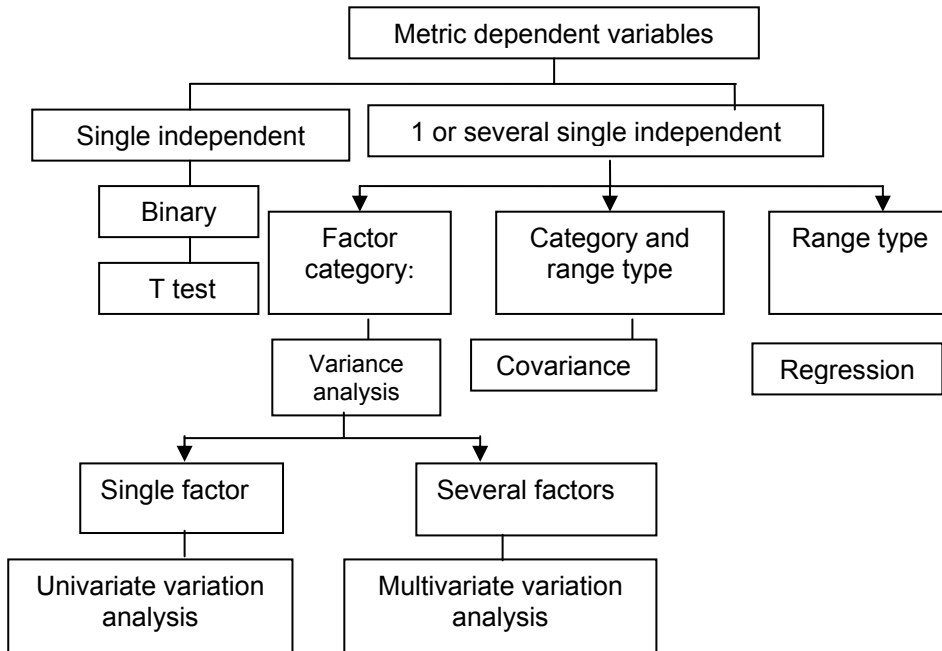 Metric dependent variables
Single independent
1 or several single independent
Binary
T test
Factor
category:
Category and
range type
Range type
Variance
analysis
Covariance
Regression
Single factor
Several factors
Univariate variation
analysis
Multivariate variation
analysis